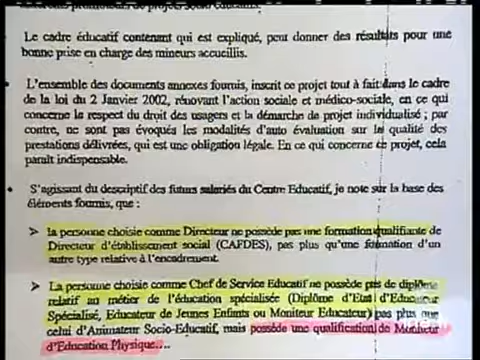 de projets socio éducatifs.
Le cadre éducatif contenant qui est expliqué, peut donner des résultats pour une
bonne prise en charge des mineurs accueillis.
L'ensemble des documents annexes fournis, inscrit ce projet tout à fait dans le cadre
de la loi du 2 Janvier 2002, rénovant l'action sociale et médico-sociale, en ce qui
concerne le respect du droit des usagers et la démarche de projet individualisé ; par
contre, ne sont pas évoqués les modalités d'auto évaluation sur la qualité des
prestations délivrées, qui est une obligation légale. En ce qui concerne ce projet, cela
paraît indispensable.
S'agissant du descriptif des futurs salariés du Centre Educatif, je note sur la base des
éléments fournis, que :
➤ la personne choisie comme Directeur ne possède pas une formation qualifiante de
Directeur d'établissement social (CAFDES), pas plus qu'une formation d'un
autre type relative à l'encadrement.
➤ La personne choisie comme Chef de Service Educatif ne possède pas de diplôme
relatif au métier de l'éducation spécialisée (Diplôme d'Etat d'Educateur
Spécialisé, Educateur de Jeunes Enfants ou Moniteur Educateur) pas plus que
celui d'Animateur Socio-Educatif, mais possède une qualification de Moniteur
d'Education Physique....